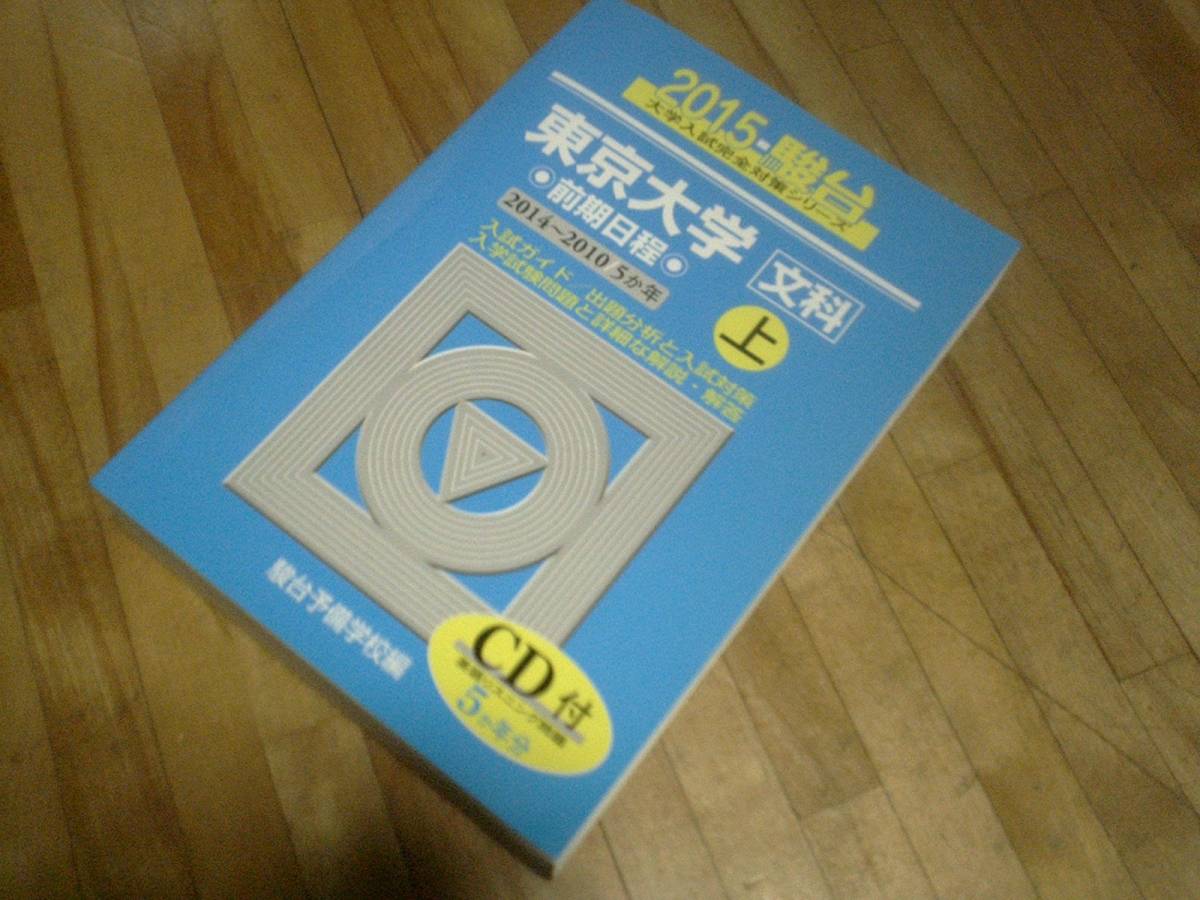 2015-駿台
大学入試完全対策シリーズ
東京大学 文科
●前期日程● 上
2014~2010/5か年
入試ガイド/出題分析と入試対策
入学試験問題と詳細な解説・解答
駿台予備学校編
CD付
英語リスニング問題
5か年分